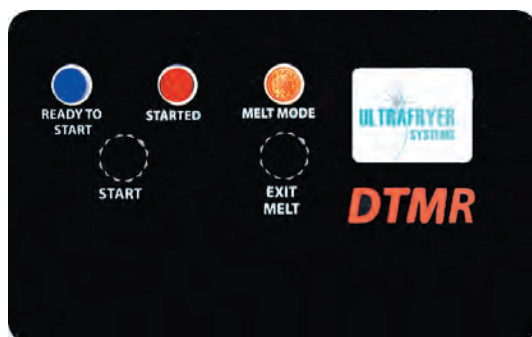 READY TO
START
STARTED
MELT MODE
ULTRAFRYER
SYSTEMS
START
EXIT
MELT
DTMR